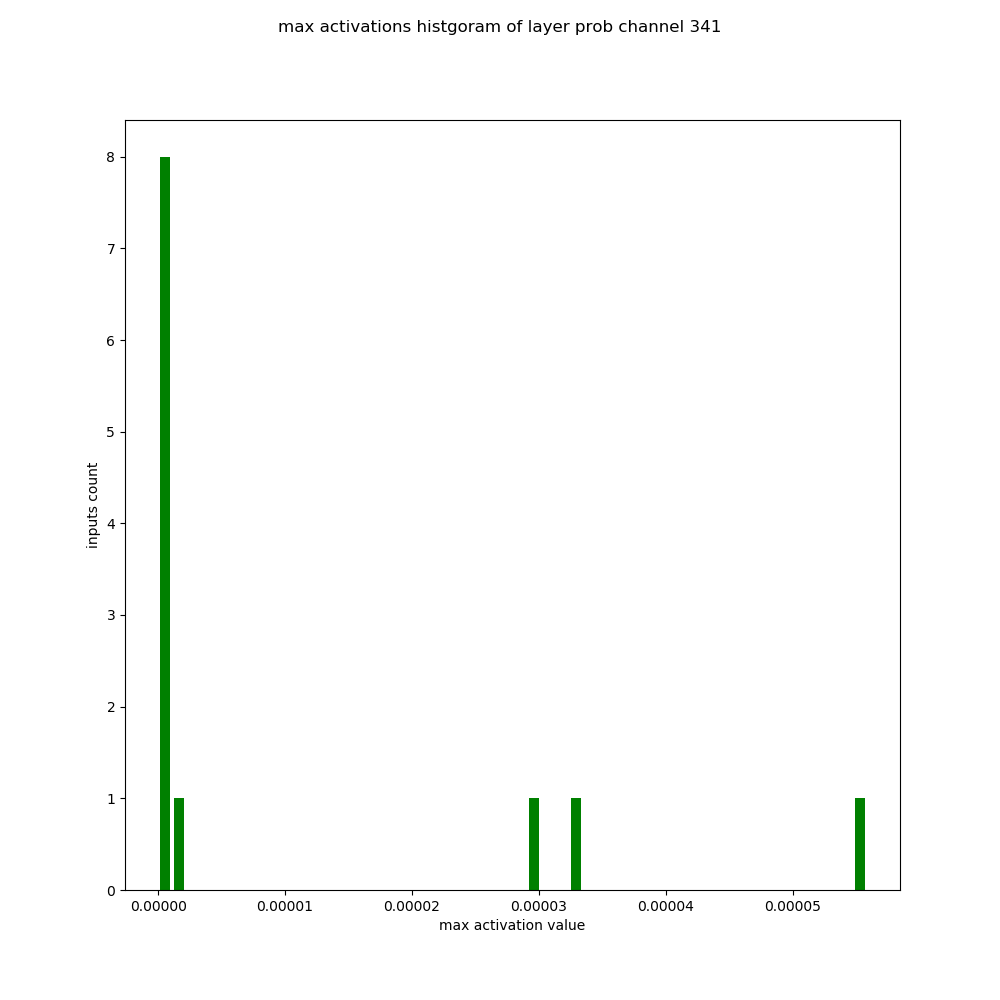 max activations histgoram of layer prob channel 341
8
7
6
5
4
3
2
1
0
inputs count
0.00000 0.00001 0.00002 0.00003 0.00004 0.00005
max activation value